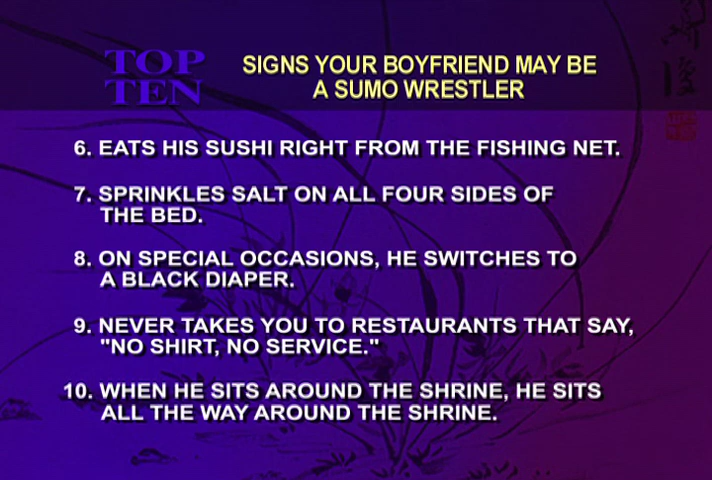 TOP
TEN
SIGNS YOUR BOYFRIEND MAY BE
A SUMO WRESTLER
6. EATS HIS SUSHI RIGHT FROM THE FISHING NET.
7. SPRINKLES SALT ON ALL FOUR SIDES OF
THE BED.
8. ON SPECIAL OCCASIONS, HE SWITCHES TO
A BLACK DIAPER.
9. NEVER TAKES YOU TO RESTAURANTS THAT SAY,
"NO SHIRT, NO SERVICE."
10. WHEN HE SITS AROUND THE SHRINE, HE SITS
ALL THE WAY AROUND THE SHRINE.